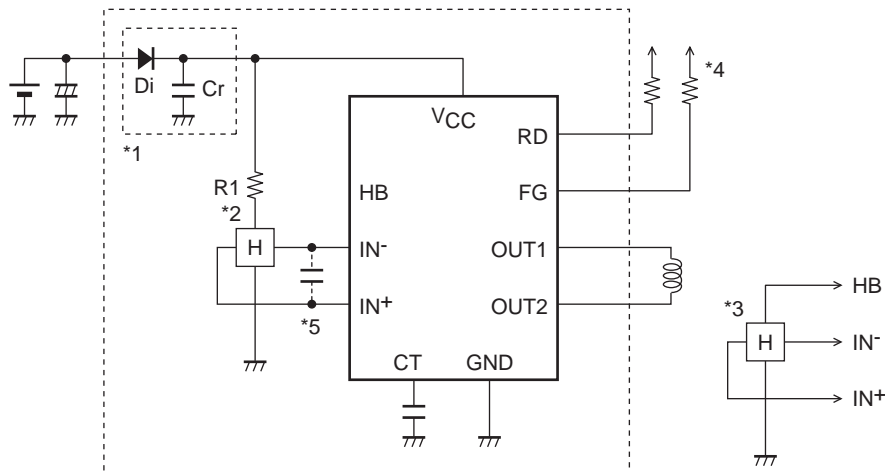 *4
Di
Cr
VCC
RD
*1
R1
HB
FG
*2
H
IN-
OUT1
HB
*3
*5
IN+
OUT2
H
IN-
CT
GND
IN+